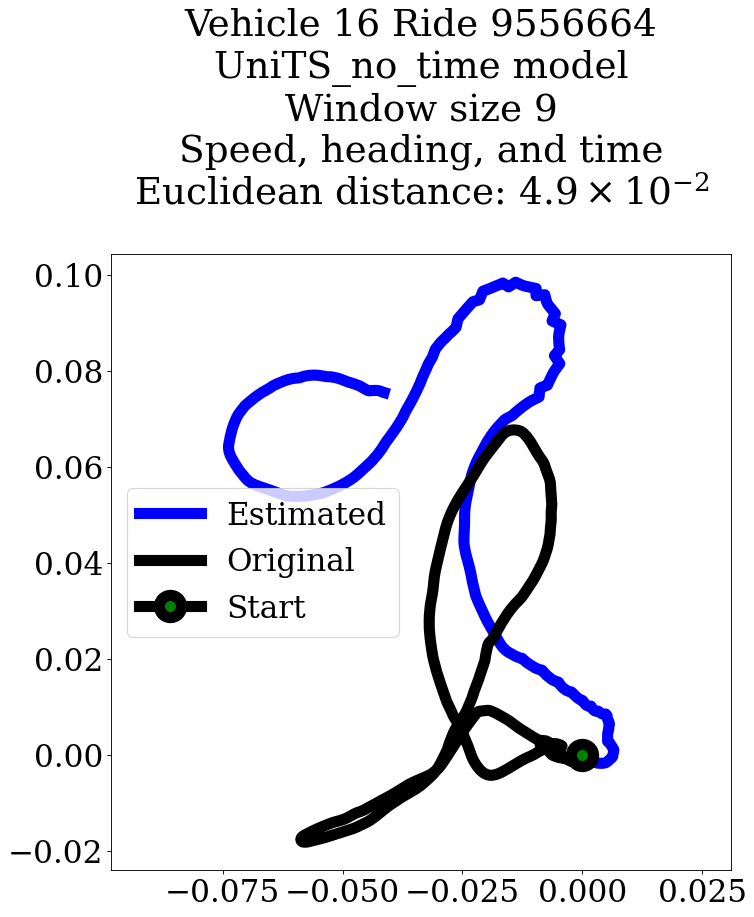 Vehicle 16 Ride 9556664
UniTS_no_time model
Window size 9
Speed, heading, and time
Euclidean distance: 4.9 × 10⁻²
0.10
0.08
0.06
0.04
0.02
0.00
−0.02
Estimated
Original
Start
−0.075 −0.050 −0.025 0.000 0.025